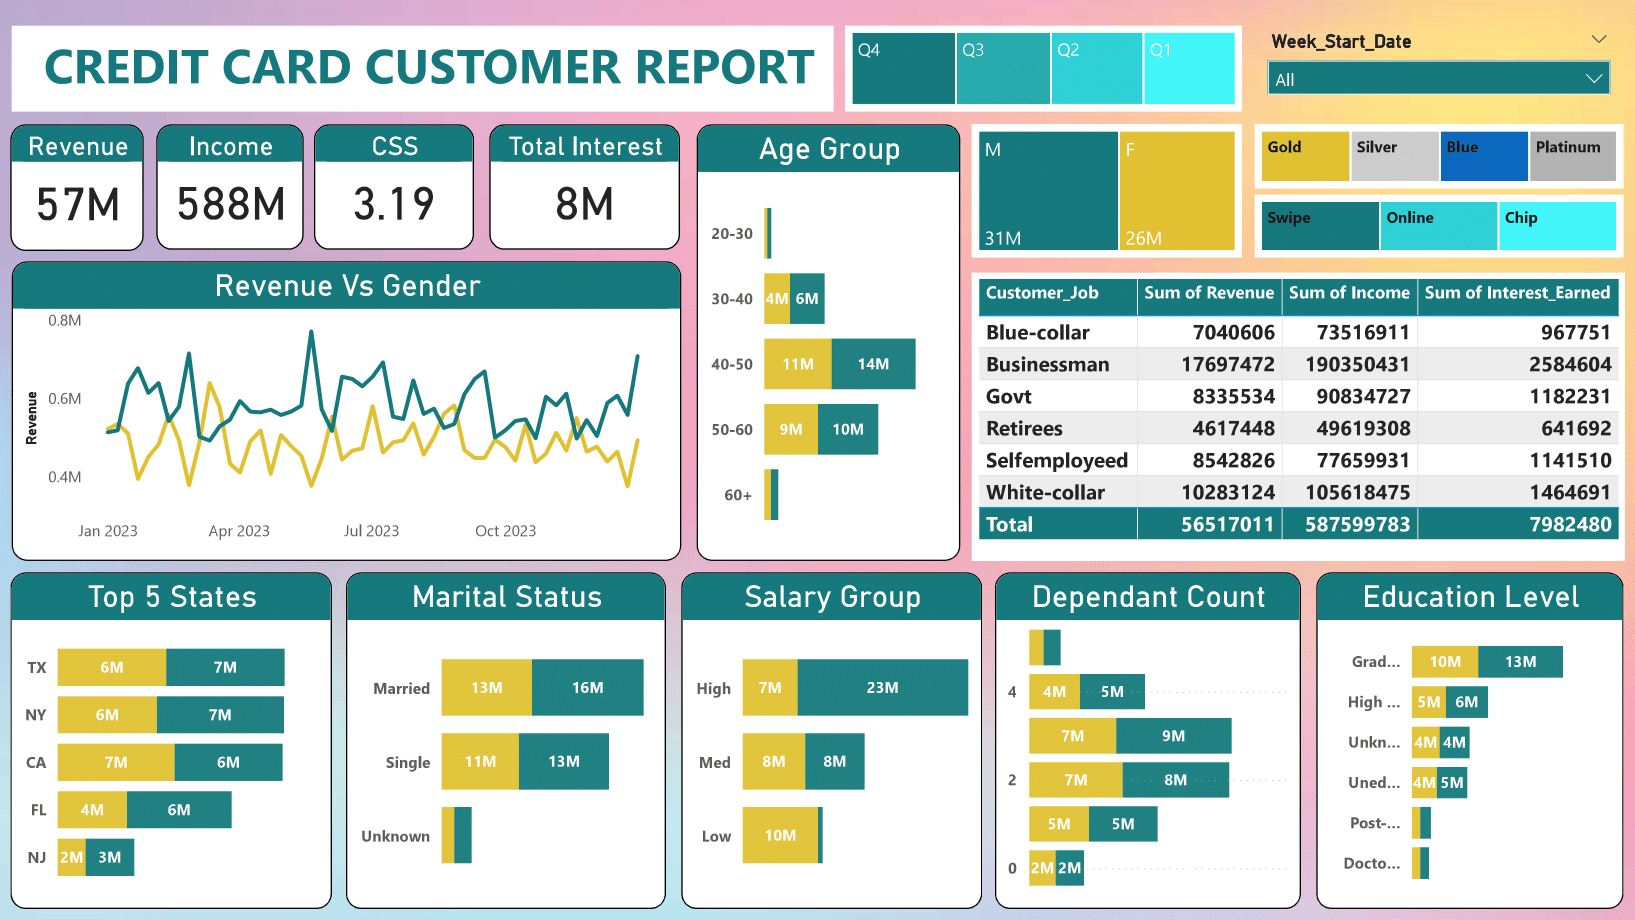 CREDIT CARD CUSTOMER REPORT
Q4 Q3 Q2 Q1
Week_Start_Date
All
Revenue
57M
Income
588M
CSS
3.19
Total Interest
8M
Age Group
20-30
30-40 4M 6M
40-50 11M 14M
50-60 9M 10M
60+
M F
31M 26M
Gold Silver Blue Platinum
Swipe Online Chip
Revenue Vs Gender
Revenue
0.8M
0.6M
0.4M
Jan 2023 Apr 2023 Jul 2023 Oct 2023
Customer_Job Sum of Revenue Sum of Income Sum of Interest_Earned
Blue-collar 7040606 73516911 967751
Businessman 17697472 190350431 2584604
Govt 8335534 90834727 1182231
Retirees 4617448 49619308 641692
Selfemployeed 8542826 77659931 1141510
White-collar 10283124 105618475 1464691
Total 56517011 587599783 7982480
Top 5 States
TX 6M 7M
NY 6M 7M
CA 7M 6M
FL 4M 6M
NJ 2M 3M
Marital Status
Married 13M 16M
Single 11M 13M
Unknown
Salary Group
High 7M 23M
Med 8M 8M
Low 10M
Dependant Count
4 4M 5M
7M 9M
2 7M 8M
5M 5M
0 2M 2M
Education Level
Grad... 10M 13M
High ... 5M 6M
Unkn... 4M 4M
Uned... 4M 5M
Post-...
Docto...